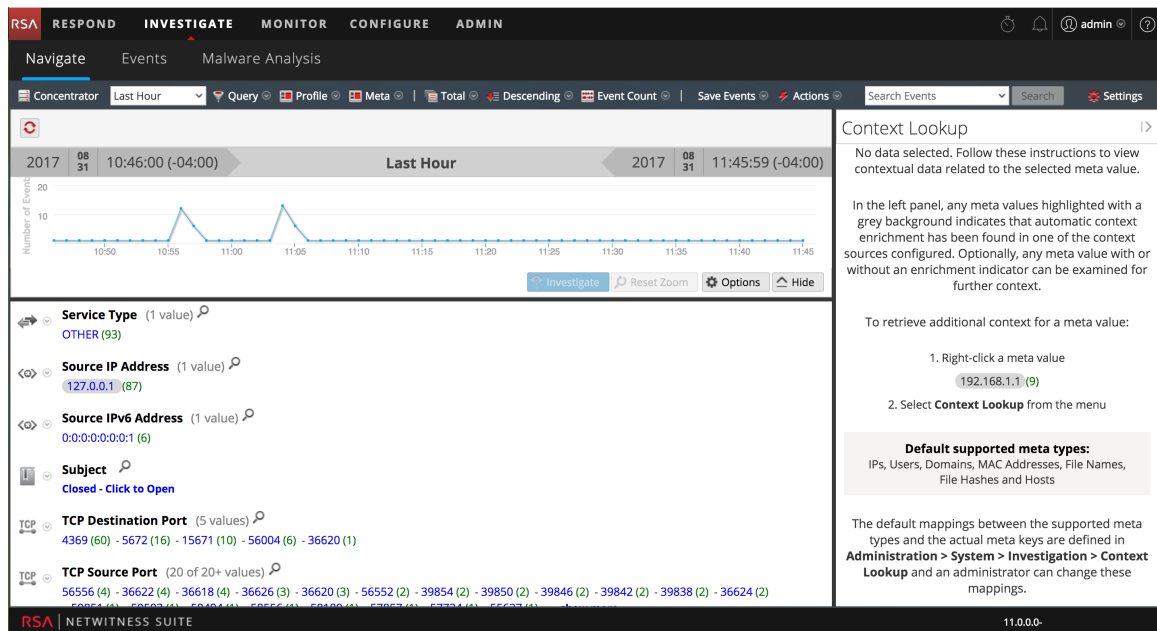 RSA RESPOND INVESTIGATE MONITOR CONFIGURE ADMIN admin
Navigate Events Malware Analysis
Concentrator Last Hour Query Profile Meta | Total Descending Event Count | Save Events Actions Search Events Search Settings
2017 08 31 10:46:00 (-04:00) Last Hour 2017 08 31 11:45:59 (-04:00)
Number of Event
20
10
10:50 10:55 11:00 11:05 11:10 11:15 11:20 11:25 11:30 11:35 11:40 11:45
Investigate Reset Zoom Options Hide
Service Type (1 value)
OTHER (93)
Source IP Address (1 value)
127.0.0.1 (87)
Source IPv6 Address (1 value)
0:0:0:0:0:0:0:1 (6)
Subject
Closed - Click to Open
TCP TCP Destination Port (5 values)
4369 (60) - 5672 (16) - 15671 (10) - 56004 (6) - 36620 (1)
TCP TCP Source Port (20 of 20+ values)
56556 (4) - 36622 (4) - 36618 (4) - 36626 (3) - 36620 (3) - 56552 (2) - 39854 (2) - 39850 (2) - 39846 (2) - 39842 (2) - 39838 (2) - 36624 (2)
Context Lookup
No data selected. Follow these instructions to view
contextual data related to the selected meta value.
In the left panel, any meta values highlighted with a
grey background indicates that automatic context
enrichment has been found in one of the context
sources configured. Optionally, any meta value with or
without an enrichment indicator can be examined for
further context.
To retrieve additional context for a meta value:
1. Right-click a meta value
192.168.1.1 (9)
2. Select Context Lookup from the menu
Default supported meta types:
IPs, Users, Domains, MAC Addresses, File Names,
File Hashes and Hosts
The default mappings between the supported meta
types and the actual meta keys are defined in
Administration > System > Investigation > Context
Lookup and an administrator can change these
mappings.
RSA | NETWITNESS SUITE 11.0.0.0-